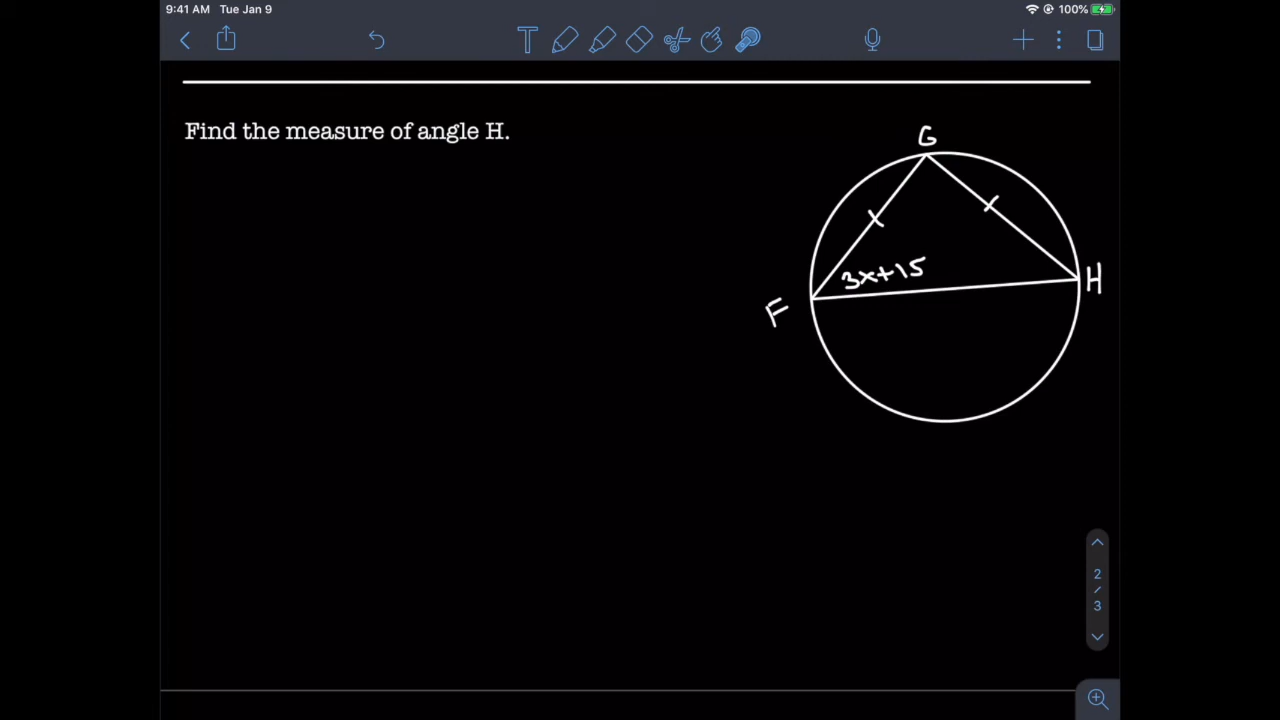 9:41 AM Tue Jan 9
100%
T
Find the measure of angle H.
G
3x+15
H
F
2
/
3